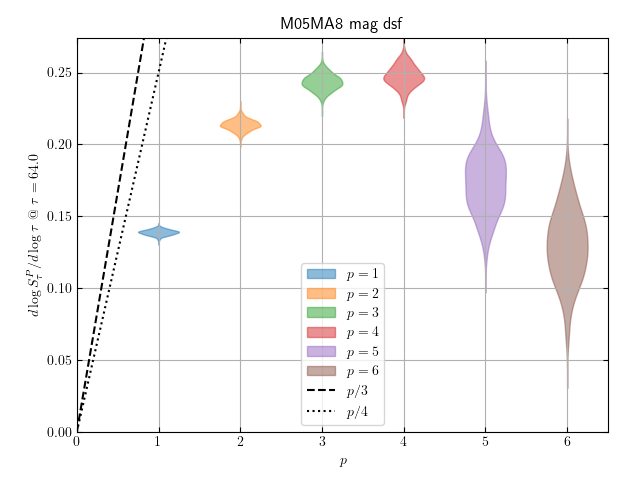 M05MA8 mag dsf
d log S_τ^P / d log τ @ τ = 64.0
0.25
0.20
0.15
0.10
0.05
0.00
p = 1
p = 2
p = 3
p = 4
p = 5
p = 6
p/3
p/4
0 1 2 3 4 5 6
p